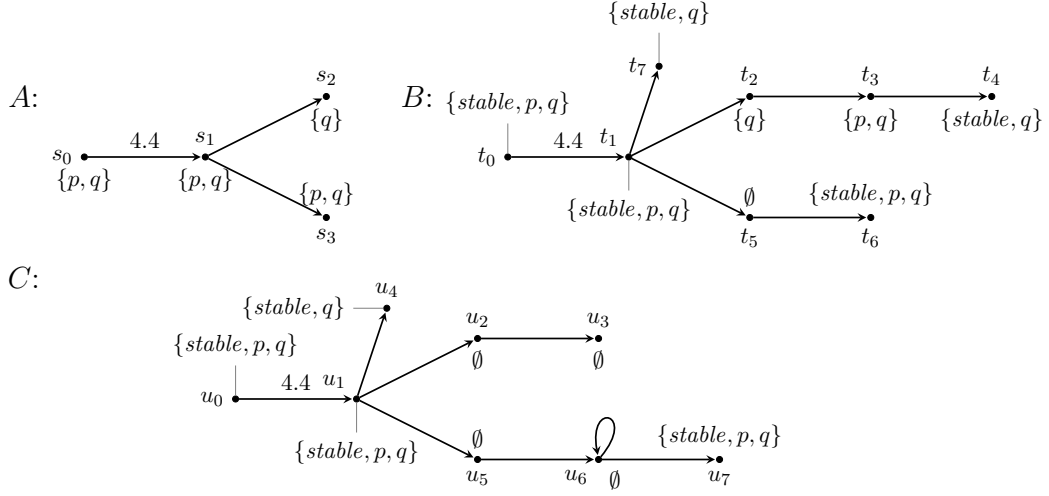 A:
s₀
{p, q}
4.4
s₁
{p, q}
s₂
{q}
{p, q}
s₃
B:
{stable, p, q}
t₀
4.4
t₁
{stable, p, q}
{stable, q}
t₇
t₂
{q}
t₃
{p, q}
t₄
{stable, q}
∅
t₅
{stable, p, q}
t₆
C:
{stable, p, q}
u₀
4.4
u₁
{stable, p, q}
{stable, q}
u₄
u₂
∅
u₃
∅
∅
u₅
u₆
∅
{stable, p, q}
u₇